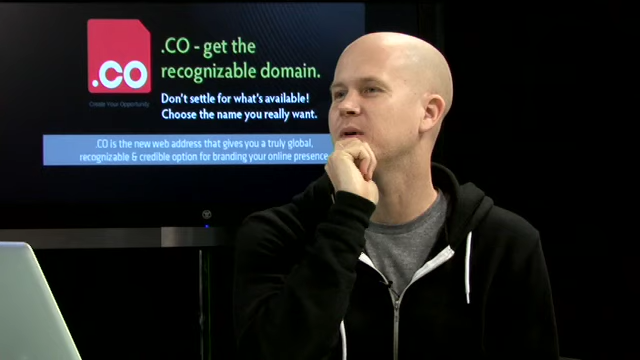 .CO - get the
recognizable domain.
.co
Create Your Opportunity
Don't settle for what's available!
Choose the name you really want.
.CO is the new web address that gives you a truly global,
recognizable & credible option for branding your online presence